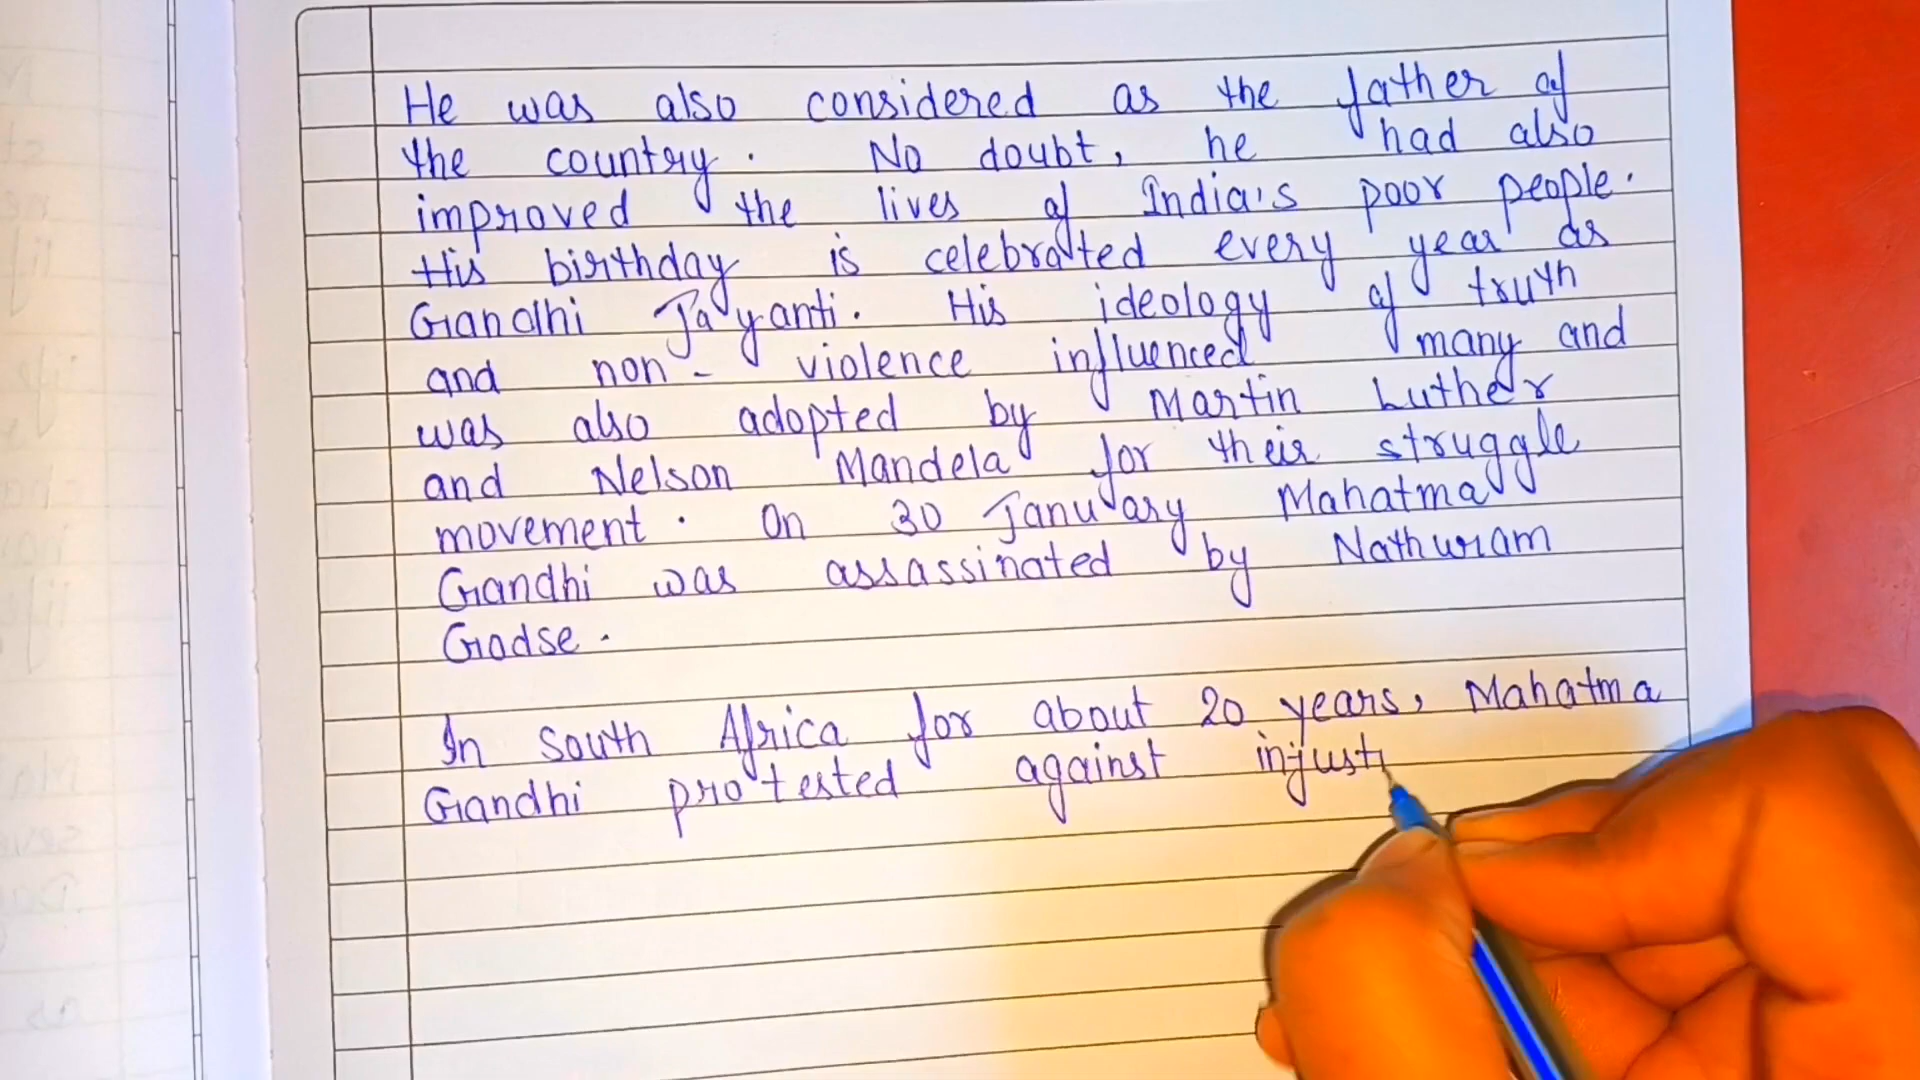 He was also considered as the father of
the country. No doubt, he had also
improved the lives of India's poor people.
His birthday is celebrated every year as
Gandhi Jayanti. His ideology of truth
and non- violence influenced many and
was also adopted by Martin Luther
and Nelson Mandela for their struggle
movement. On 30 January Mahatma
Gandhi was assassinated by Nathuram
Godse.
In south Africa for about 20 years, Mahatma
Gandhi protested against injusti